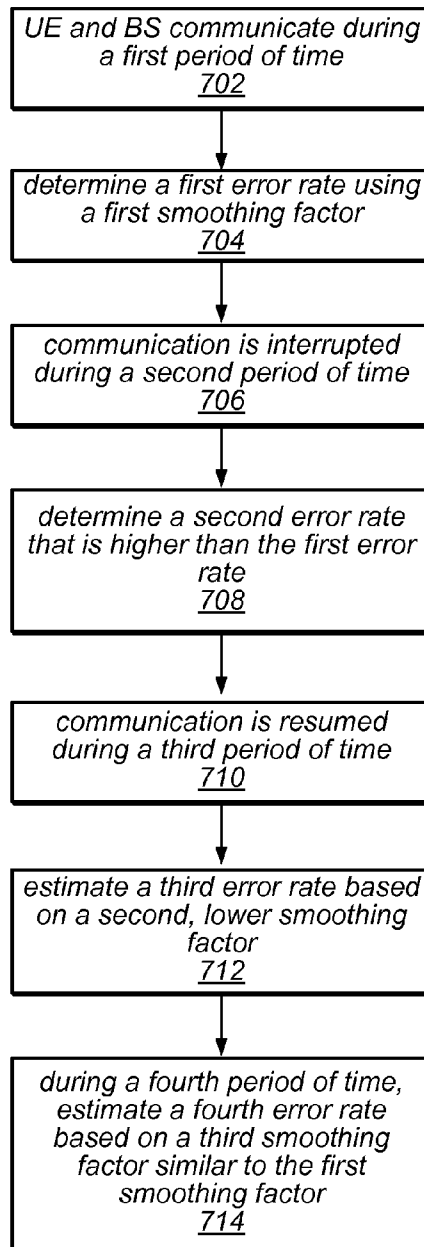 UE and BS communicate during
a first period of time
702
determine a first error rate using
a first smoothing factor
704
communication is interrupted
during a second period of time
706
determine a second error rate
that is higher than the first error
rate
708
communication is resumed
during a third period of time
710
estimate a third error rate based
on a second, lower smoothing
factor
712
during a fourth period of time,
estimate a fourth error rate
based on a third smoothing
factor similar to the first
smoothing factor
714